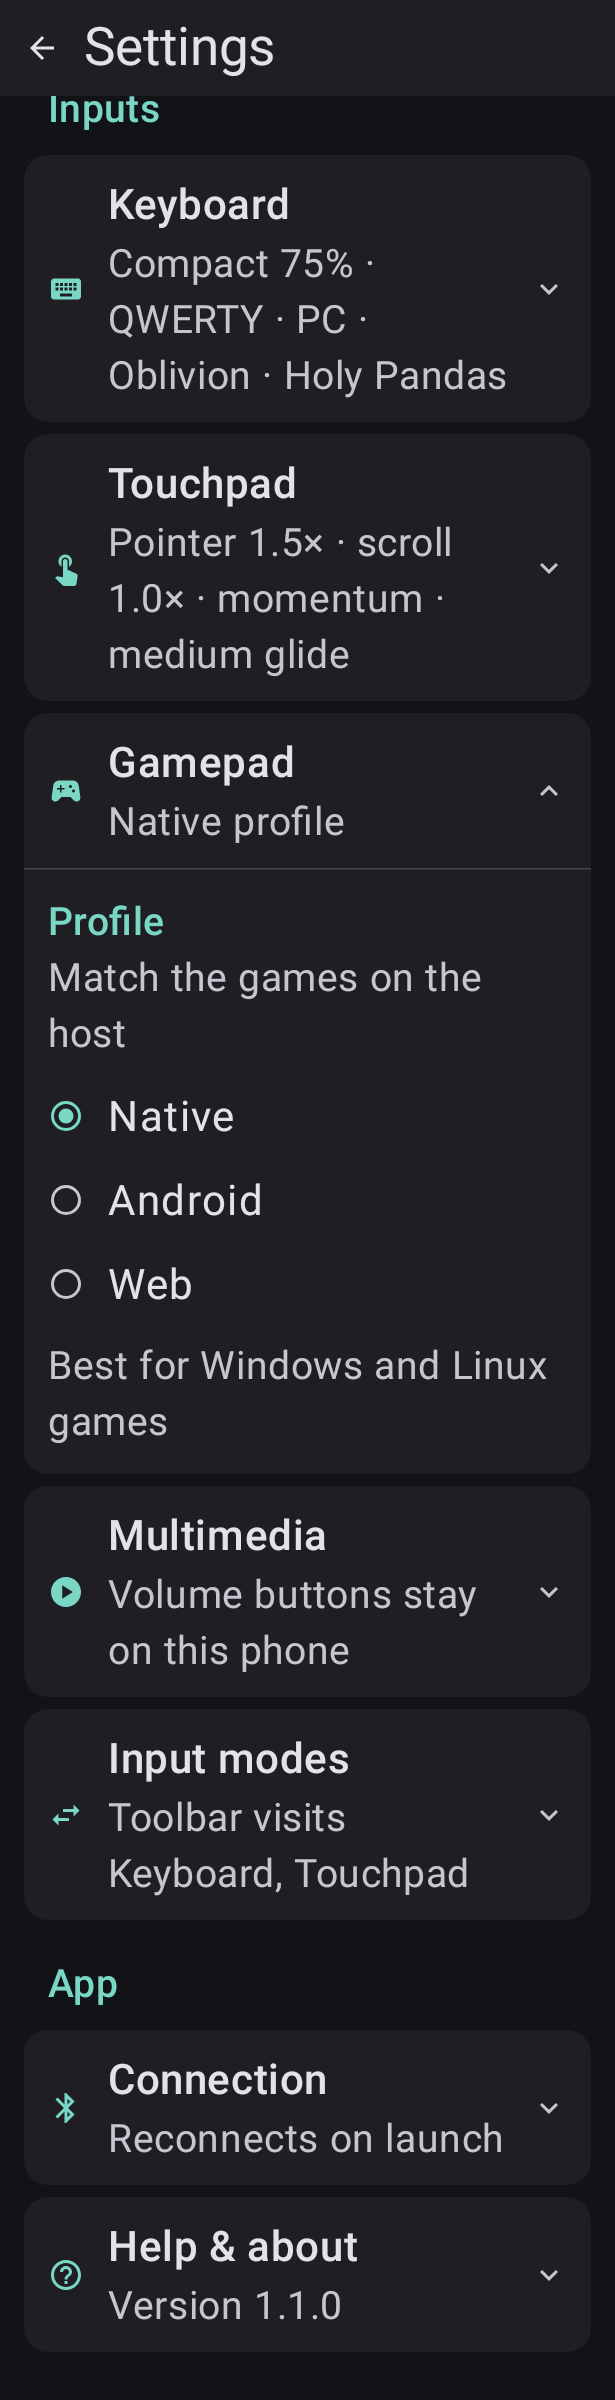 Settings
Inputs
Keyboard
Compact 75% ·
QWERTY · PC ·
Oblivion · Holy Pandas
Touchpad
Pointer 1.5× · scroll
1.0× · momentum ·
medium glide
Gamepad
Native profile
Profile
Match the games on the
host
Native
Android
Web
Best for Windows and Linux
games
Multimedia
Volume buttons stay
on this phone
Input modes
Toolbar visits
Keyboard, Touchpad
App
Connection
Reconnects on launch
Help & about
Version 1.1.0